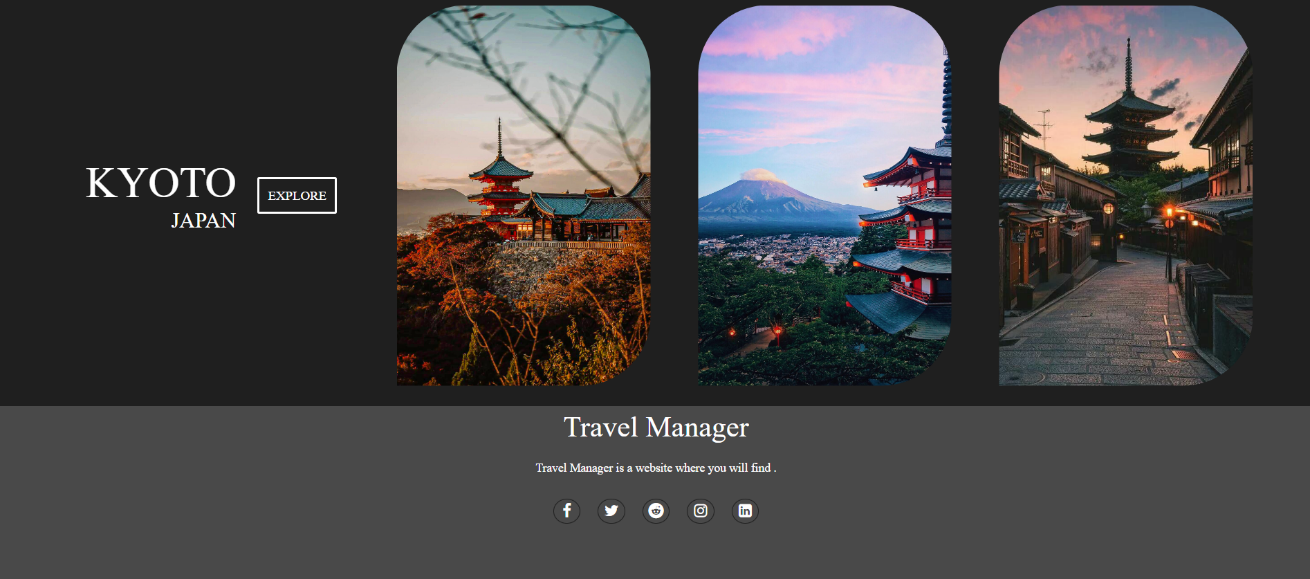 KYOTO
JAPAN
EXPLORE
Travel Manager
Travel Manager is a website where you will find .